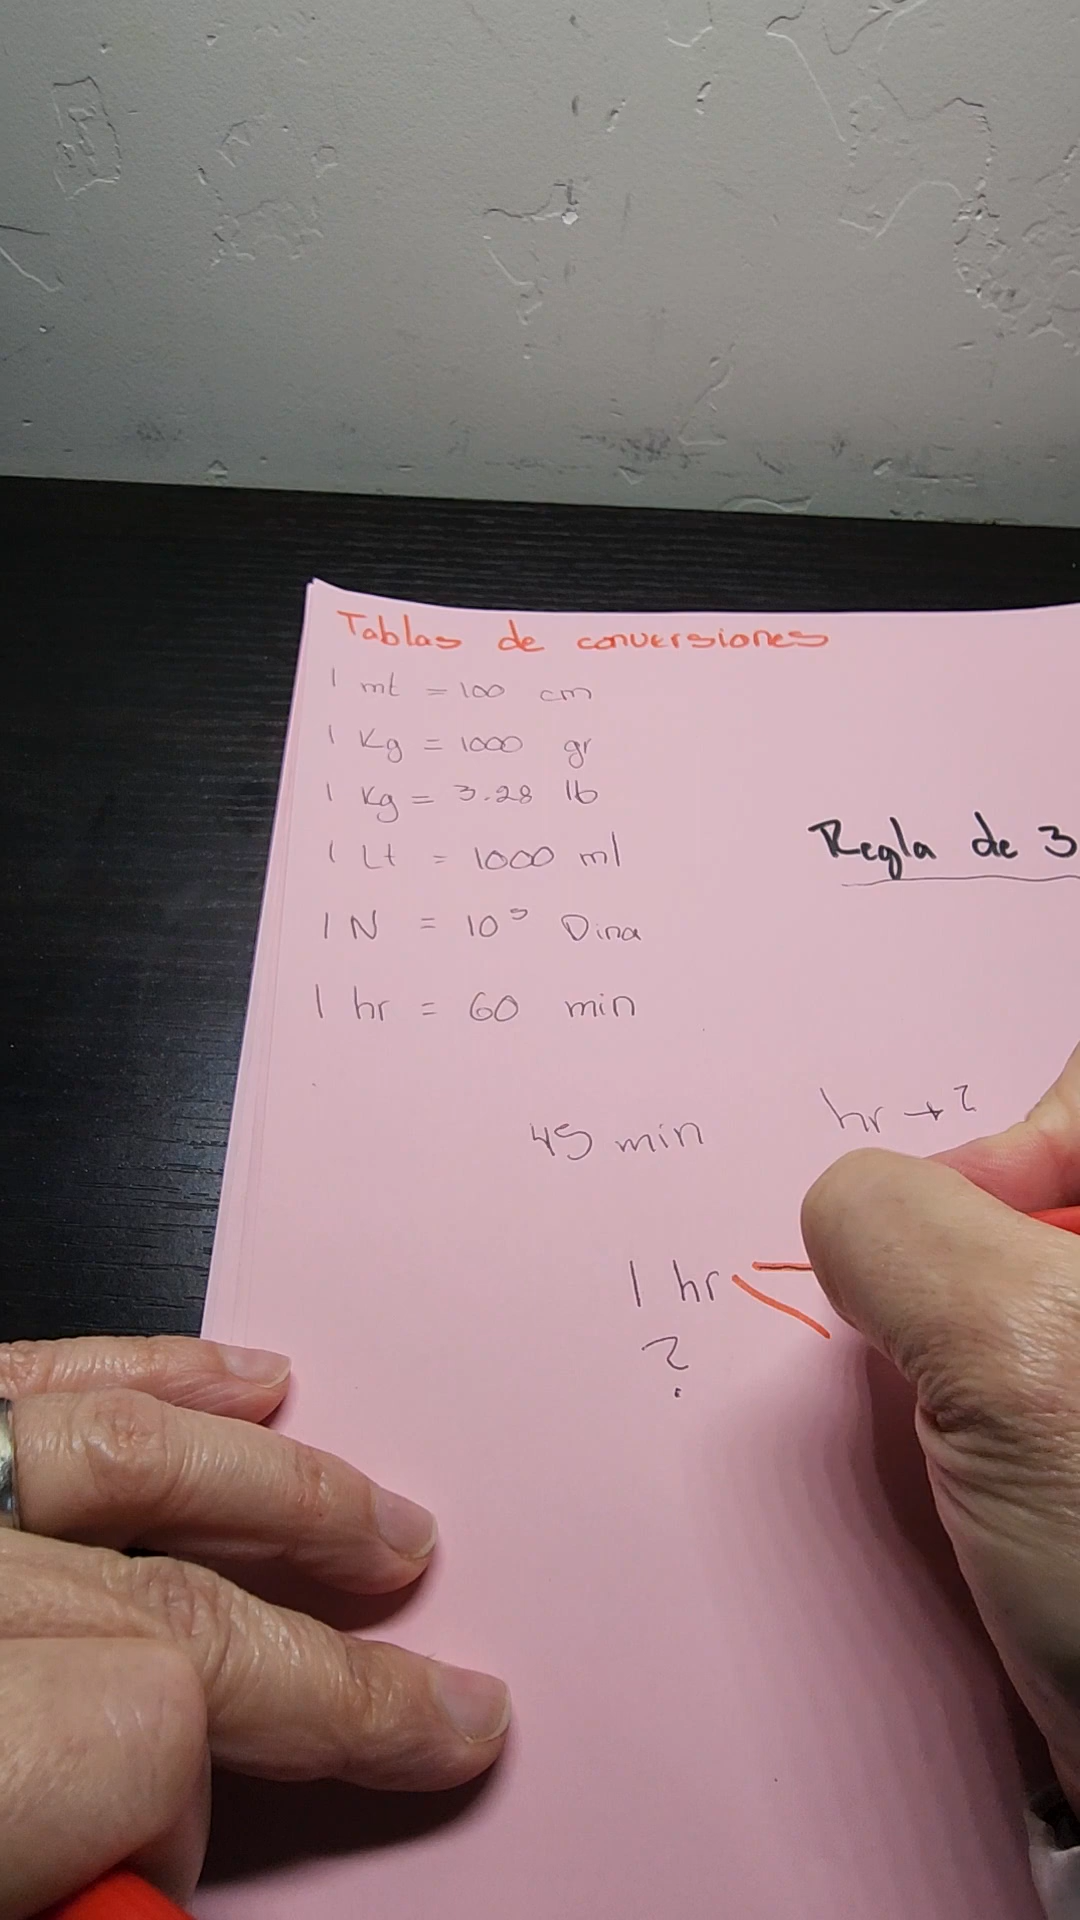 Tablas de conversiones
1 mt = 100 cm
1 Kg = 1000 gr
1 Kg = 3.28 lb
1 Lt = 1000 ml
Regla de 3
1 N = 10⁵ Dina
1 hr = 60 min
45 min hr → ?
1 hr
?